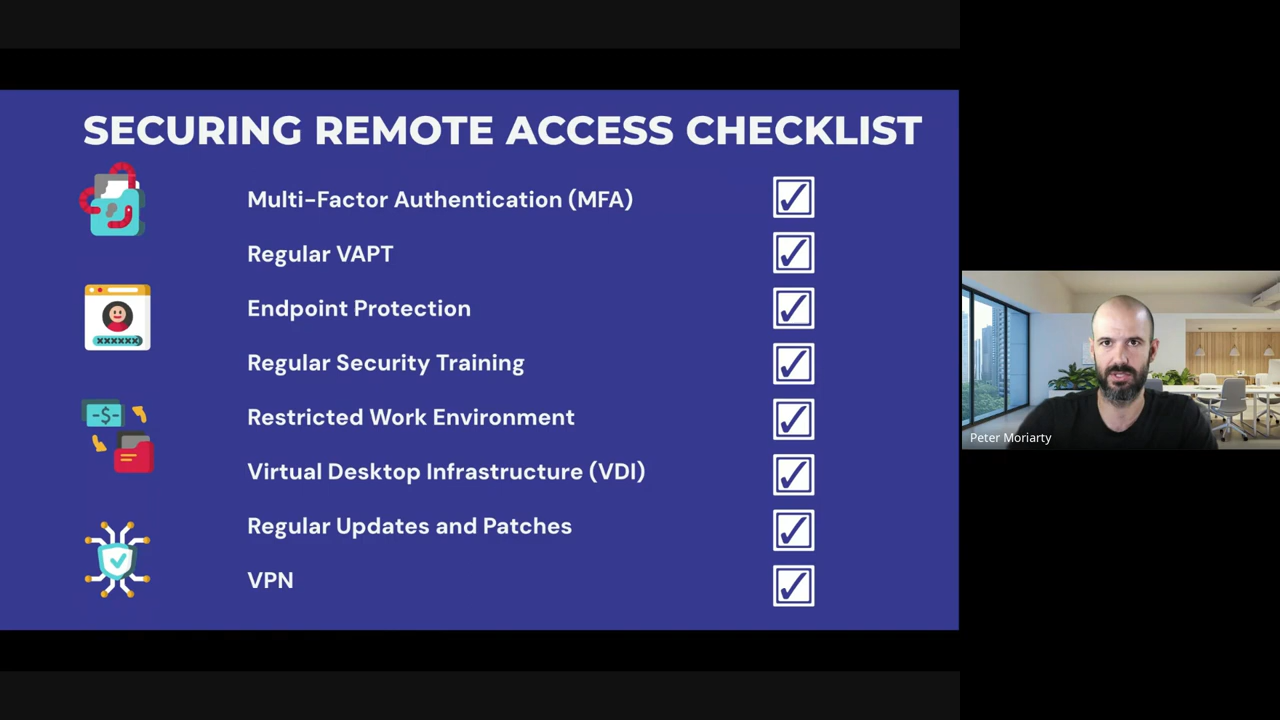 SECURING REMOTE ACCESS CHECKLIST
Multi-Factor Authentication (MFA)
Regular VAPT
Endpoint Protection
Regular Security Training
Restricted Work Environment
Virtual Desktop Infrastructure (VDI)
Regular Updates and Patches
VPN
-$-
xxxxxx
Peter Moriarty